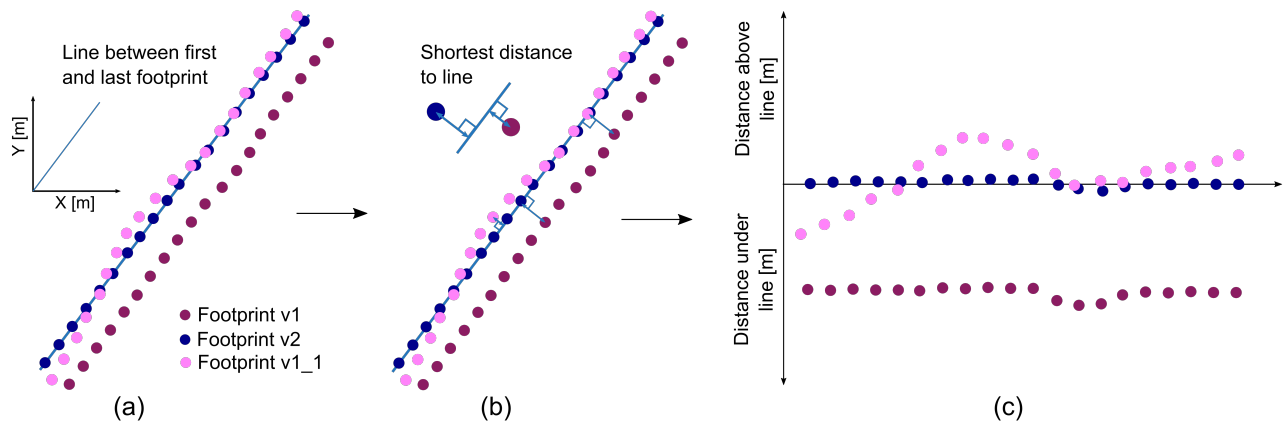 Line between first
and last footprint
Y [m]
X [m]
Footprint v1
Footprint v2
Footprint v1_1
(a)
Shortest distance
to line
(b)
Distance above
line [m]
Distance under
line [m]
(c)